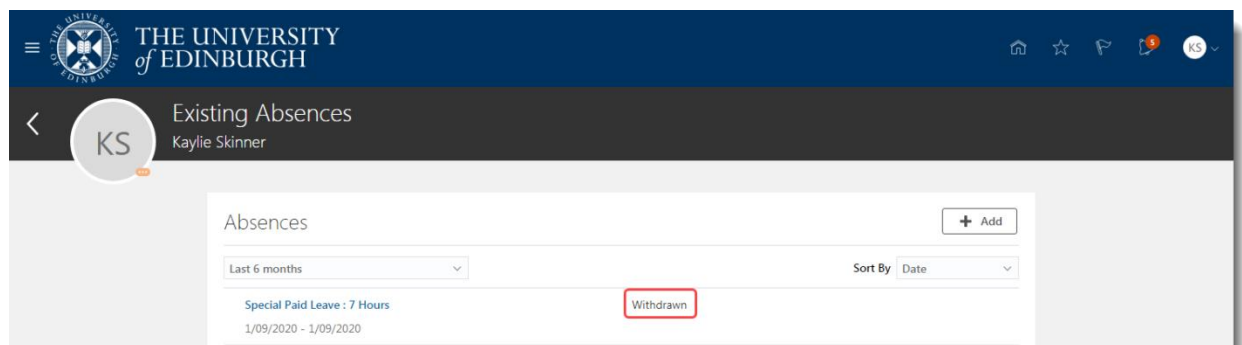 THE UNIVERSITY
of EDINBURGH
5
KS
Existing Absences
KS
Kaylie Skinner
Absences
Add
Last 6 months
Sort By Date
Special Paid Leave : 7 Hours
Withdrawn
1/09/2020 - 1/09/2020